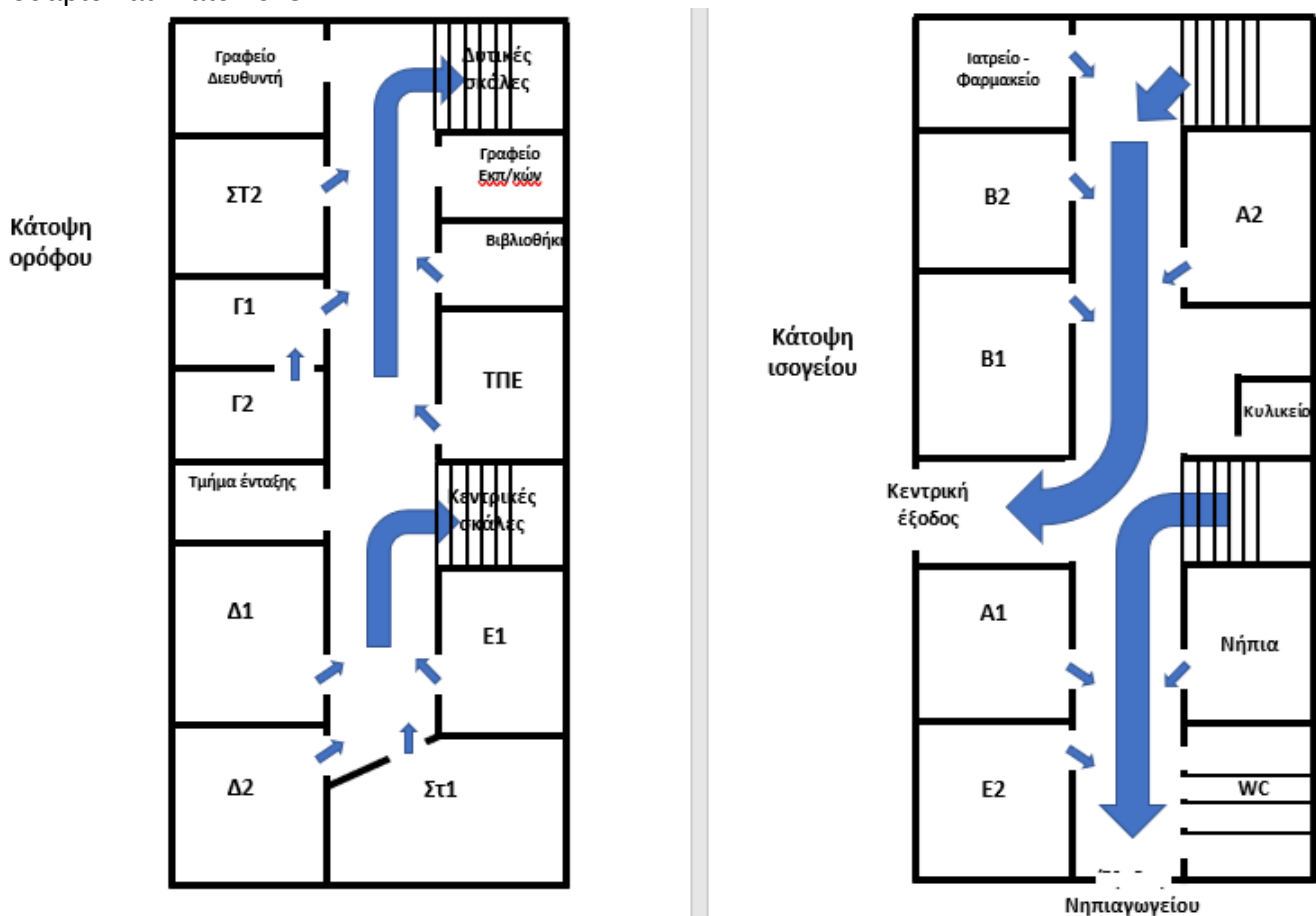 Γραφείο
Διευθυντή
Δυτικές
σκάλες
ΣΤ2
Γραφείο
Εκπ/κών
Κάτοψη
ορόφου
Βιβλιοθήκη
Γ1
ΤΠΕ
Γ2
Τμήμα ένταξης
Κεντρικές
σκάλες
Δ1
Ε1
Δ2
Στ1
Ιατρείο -
Φαρμακείο
Β2
Α2
Κάτοψη
ισογείου
Β1
Κυλικείο
Κεντρική
έξοδος
Α1
Νήπια
Ε2
WC
Νηπιαγωγείου